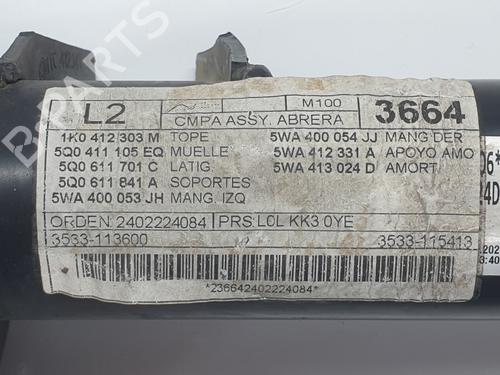 L2 M100 3664
CMPA ASSY. ABRERA
1K0 412 303 M TOPE 5WA 400 054 JJ MANG DER
5Q0 411 105 EQ MUELLE 5WA 412 331 A APOYO AMO
5Q0 611 701 C LATIG 5WA 413 024 D AMORT
5Q0 611 841 A SOPORTES
5WA 400 053 JH MANG. IZQ
ORDEN: 2402224084 PRS: L0L KK3 0YE
3533-113600 3533-115413
*236642402224084*